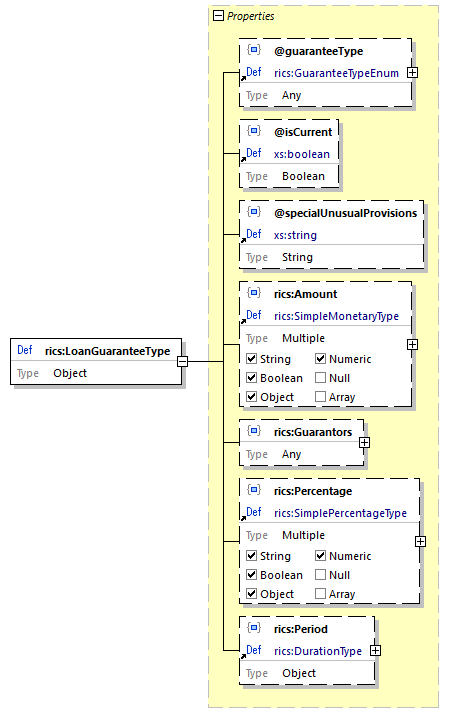 Properties
@guaranteeType
Def rics:GuaranteeTypeEnum
Type Any
@isCurrent
Def xs:boolean
Type Boolean
@specialUnusualProvisions
Def xs:string
Type String
rics:Amount
Def rics:SimpleMonetaryType
Type Multiple
String Numeric
Boolean Null
Object Array
Def rics:LoanGuaranteeType
Type Object
rics:Guarantors
Type Any
rics:Percentage
Def rics:SimplePercentageType
Type Multiple
String Numeric
Boolean Null
Object Array
rics:Period
Def rics:DurationType
Type Object